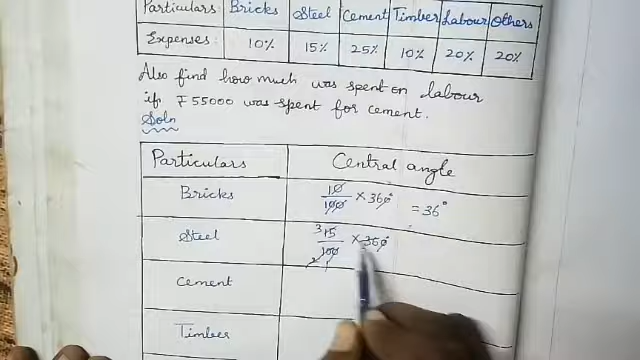 Particulars Bricks Steel Cement Timber Labour Others
Expenses: 10% 15% 25% 10% 20% 20%
Also find how much was spent on labour
if ₹55000 was spent for cement.
Soln
Particulars Central angle
Bricks 10/100 × 360° = 36°
Steel 3 15/100 × 360°
Cement
Timber